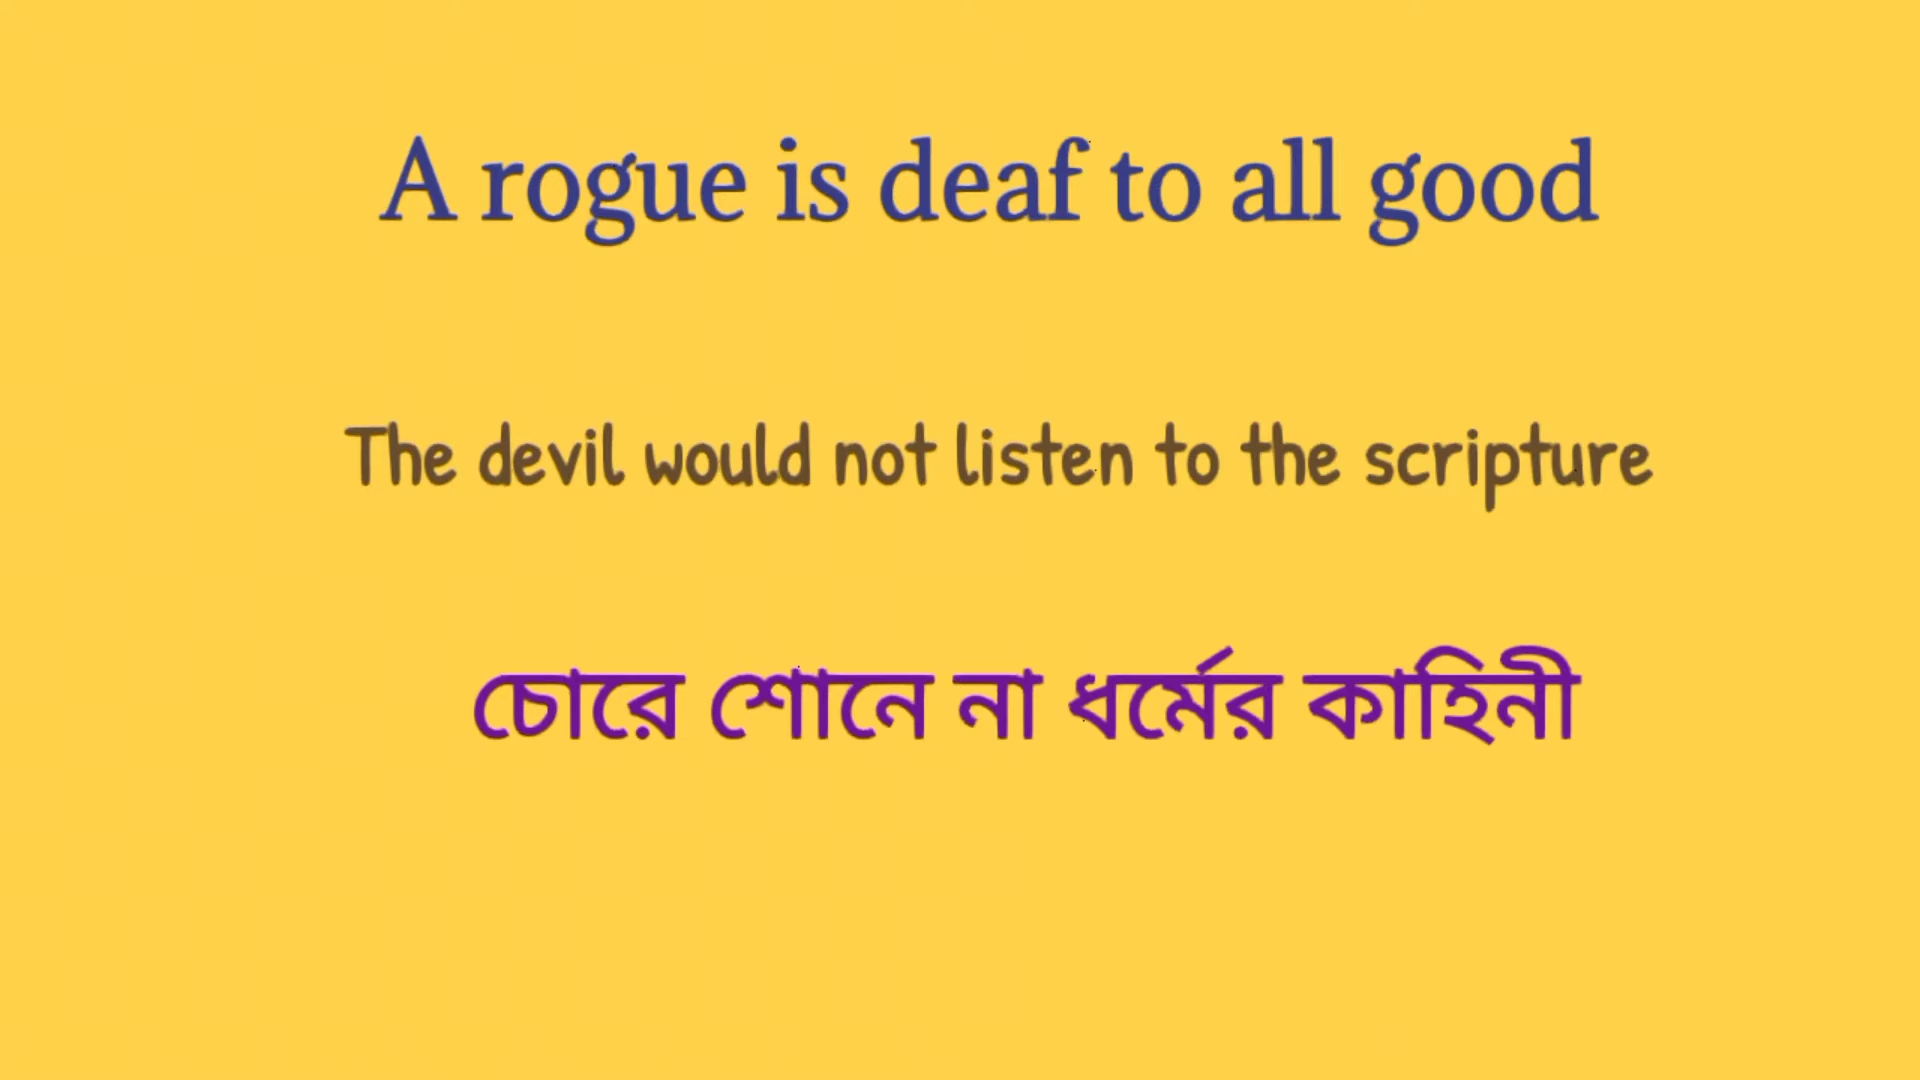 A rogue is deaf to all good
The devil would not listen to the scripture
চোরে শোনে না ধর্মের কাহিনী